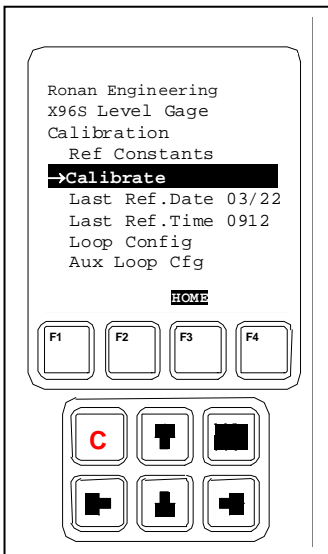 Ronan Engineering
X96S Level Gage
Calibration
Ref Constants
→Calibrate
Last Ref.Date 03/22
Last Ref.Time 0912
Loop Config
Aux Loop Cfg
HOME
F1 F2 F3 F4
C